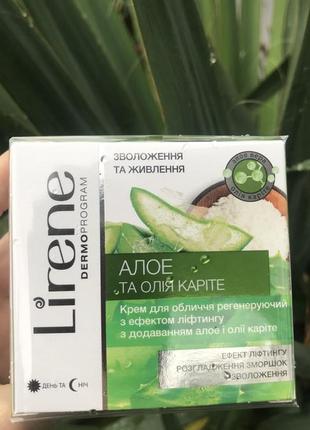 Lirene
DERMOPROGRAM
ЗВОЛОЖЕННЯ
ТА ЖИВЛЕННЯ
АЛОЕ
ТА ОЛІЯ КАРІТЕ
Крем для обличчя регенеруючий
з ефектом ліфтингу
з додаванням алое і олії каріте
ЕФЕКТ ЛІФТИНГУ
РОЗГЛАДЖЕННЯ ЗМОРШОК
ЗВОЛОЖЕННЯ
ДЕНЬ ТА НІЧ